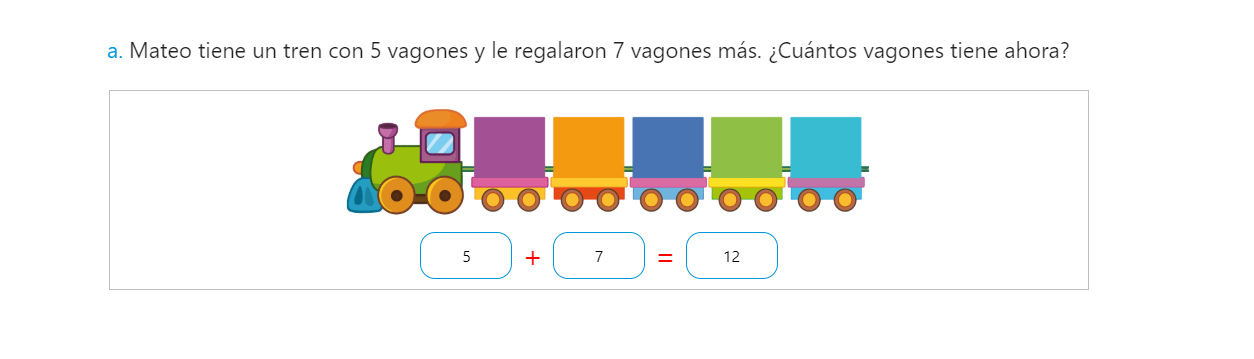 a. Mateo tiene un tren con 5 vagones y le regalaron 7 vagones más. ¿Cuántos vagones tiene ahora?
5 + 7 = 12